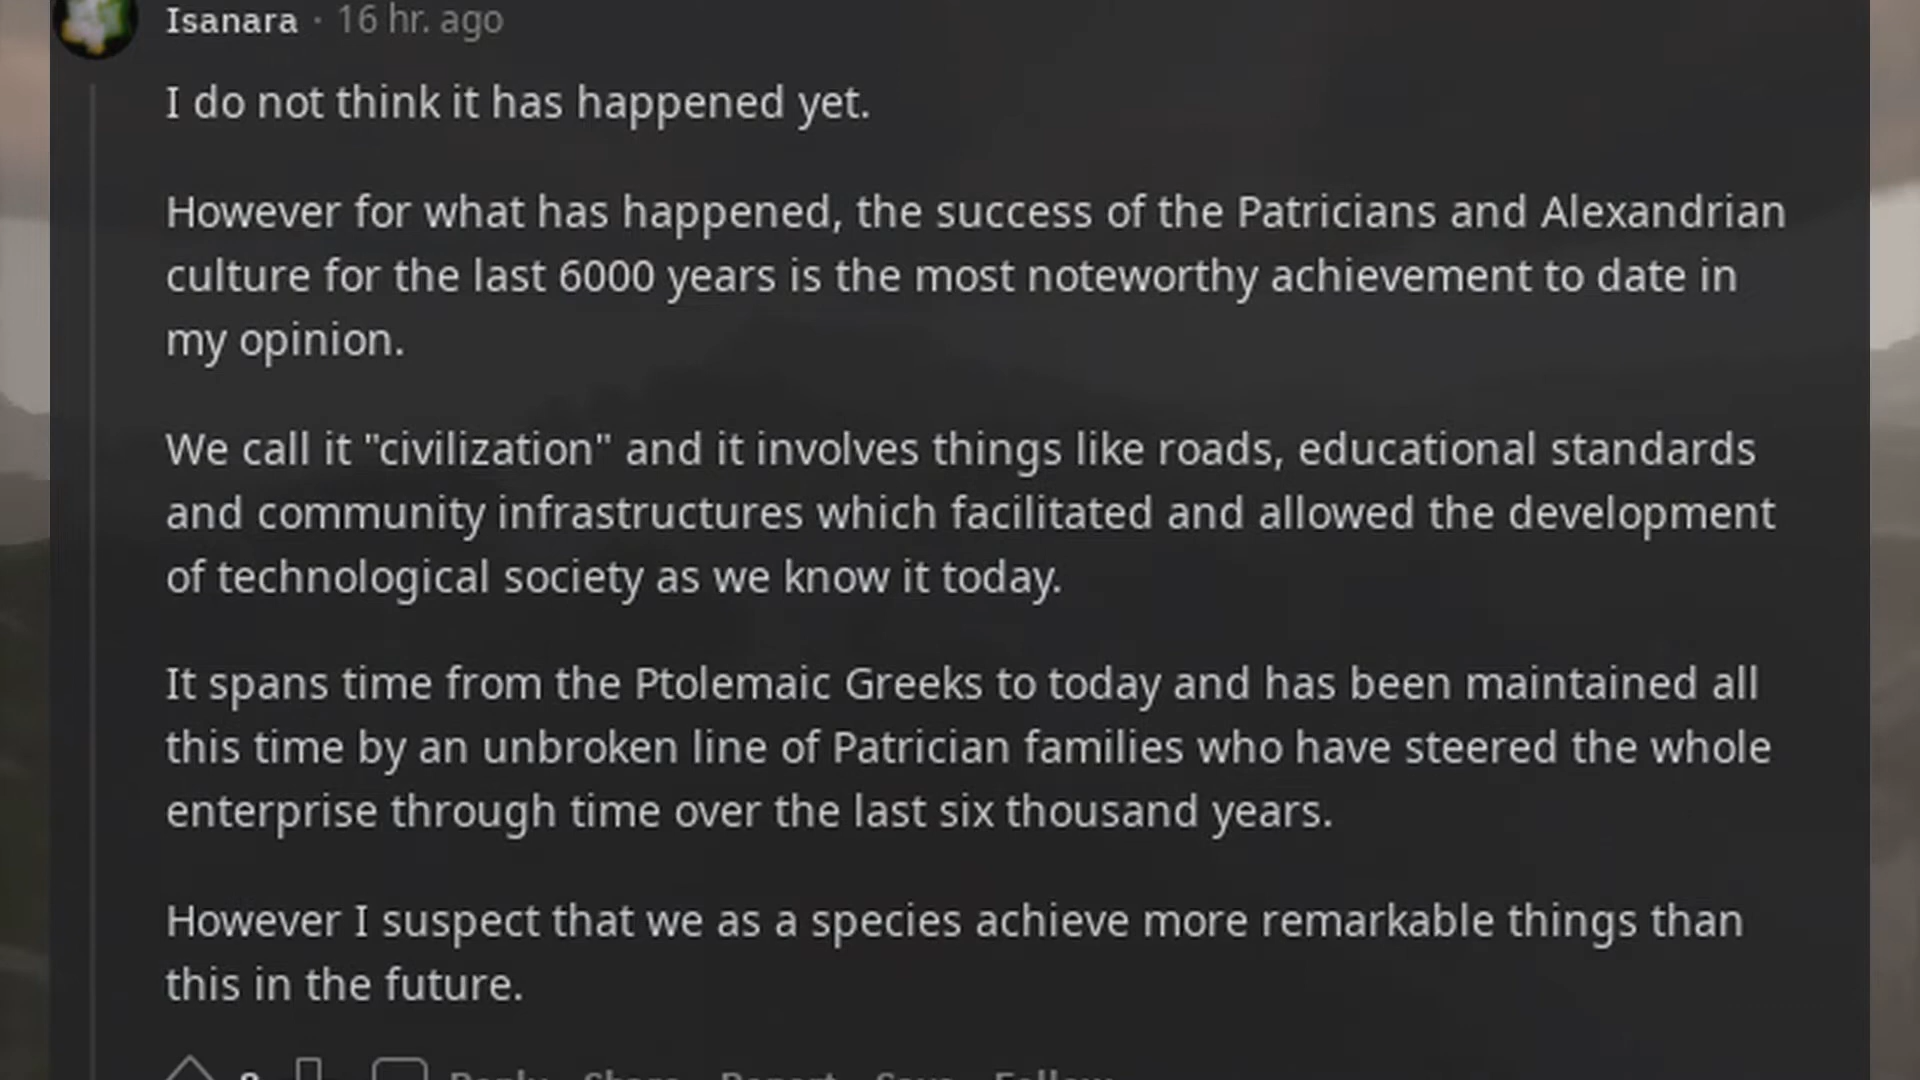 Isanara · 16 hr. ago
I do not think it has happened yet.
However for what has happened, the success of the Patricians and Alexandrian
culture for the last 6000 years is the most noteworthy achievement to date in
my opinion.
We call it "civilization" and it involves things like roads, educational standards
and community infrastructures which facilitated and allowed the development
of technological society as we know it today.
It spans time from the Ptolemaic Greeks to today and has been maintained all
this time by an unbroken line of Patrician families who have steered the whole
enterprise through time over the last six thousand years.
However I suspect that we as a species achieve more remarkable things than
this in the future.
Reply Share Report Save Follow